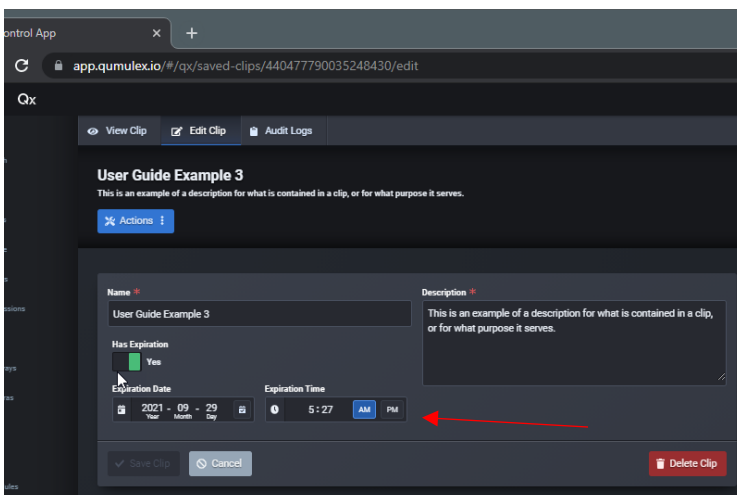 ontrol App
app.qumulex.io/#/qx/saved-clips/440477790035248430/edit
Qx
View Clip Edit Clip Audit Logs
User Guide Example 3
This is an example of a description for what is contained in a clip, or for what purpose it serves.
Actions
Name * Description *
User Guide Example 3
This is an example of a description for what is contained in a clip,
or for what purpose it serves.
Has Expiration
Yes
Expiration Date Expiration Time
2021 - 09 - 29 5:27 AM PM
Year Month Day
Save Clip Cancel Delete Clip
ssions
rays
ras
ules